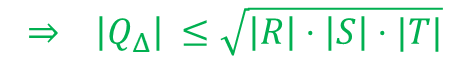 ⇒ |Q_Δ| ≤ √(|R| · |S| · |T|)